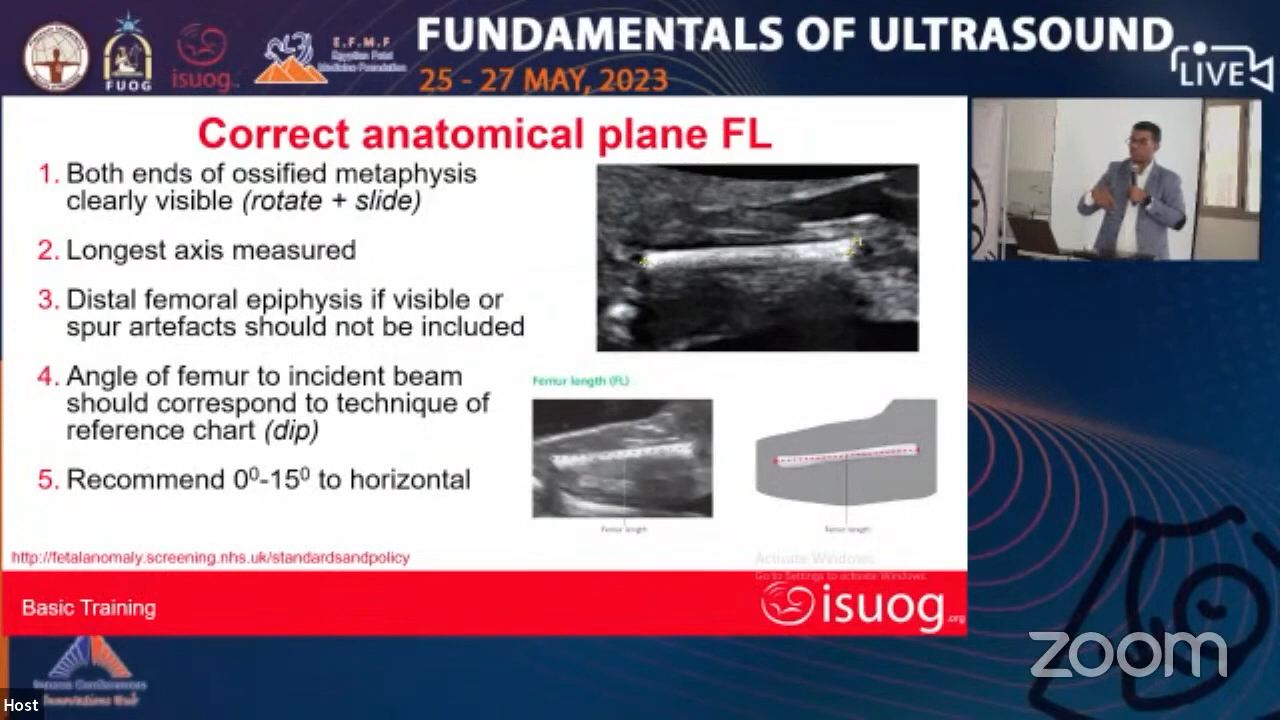 FUNDAMENTALS OF ULTRASOUND
25 - 27 MAY, 2023
LIVE
FUOG
isuog
E.F.M.F
Egyptian Fetal
Medicine Foundation
Correct anatomical plane FL
1. Both ends of ossified metaphysis
clearly visible (rotate + slide)
2. Longest axis measured
3. Distal femoral epiphysis if visible or
spur artefacts should not be included
4. Angle of femur to incident beam
should correspond to technique of
reference chart (dip)
5. Recommend 0⁰-15⁰ to horizontal
Femur length (FL)
Femur length
Femur length
http://fetalanomaly.screening.nhs.uk/standardsandpolicy
Activate Windows
Go to Settings to activate Windows.
Basic Training
isuog.org
zoom
Host